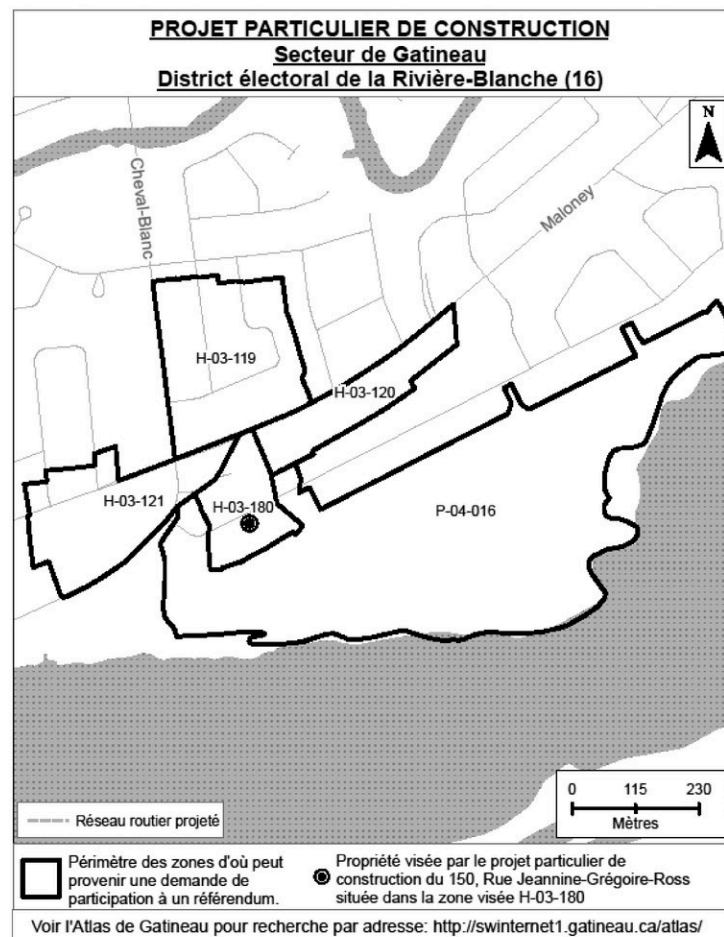 PROJET PARTICULIER DE CONSTRUCTION
Secteur de Gatineau
District électoral de la Rivière-Blanche (16)
N
Cheval-Blanc
Maloney
H-03-119
H-03-120
H-03-121
H-03-180
P-04-016
0 115 230
Mètres
Réseau routier projeté
Périmètre des zones d'où peut
provenir une demande de
participation à un référendum.
Propriété visée par le projet particulier de
construction du 150, Rue Jeannine-Grégoire-Ross
située dans la zone visée H-03-180
Voir l'Atlas de Gatineau pour recherche par adresse: http://swinternet1.gatineau.ca/atlas/